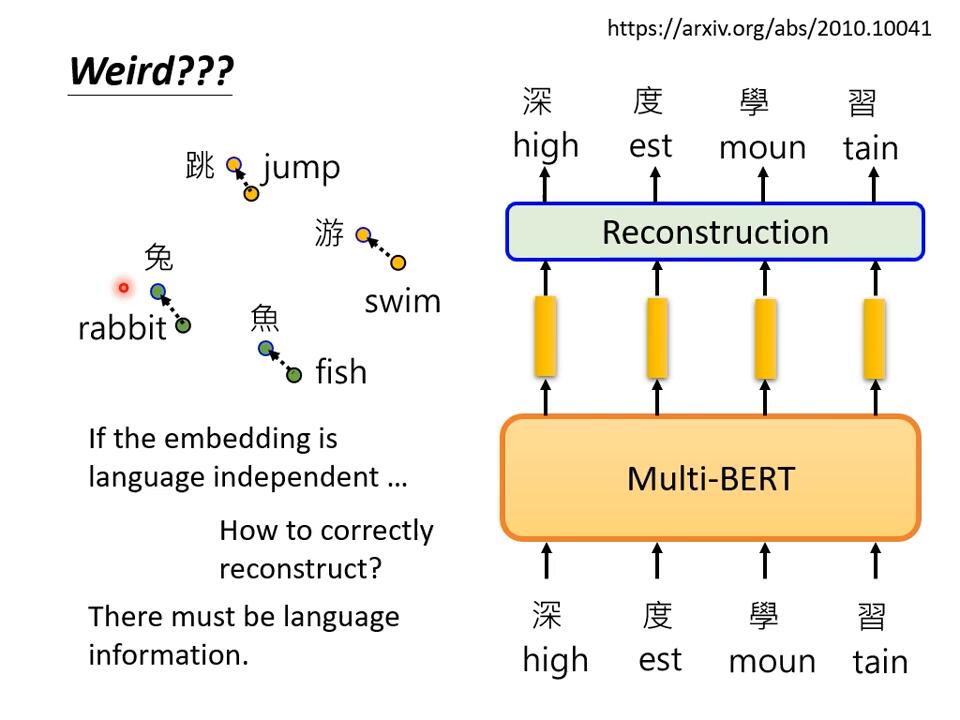 https://arxiv.org/abs/2010.10041
Weird???
跳 jump
游
swim
兔
rabbit
魚
fish
If the embedding is
language independent …
How to correctly
reconstruct?
There must be language
information.
深 度 學 習
high est moun tain
Reconstruction
Multi-BERT
深 度 學 習
high est moun tain